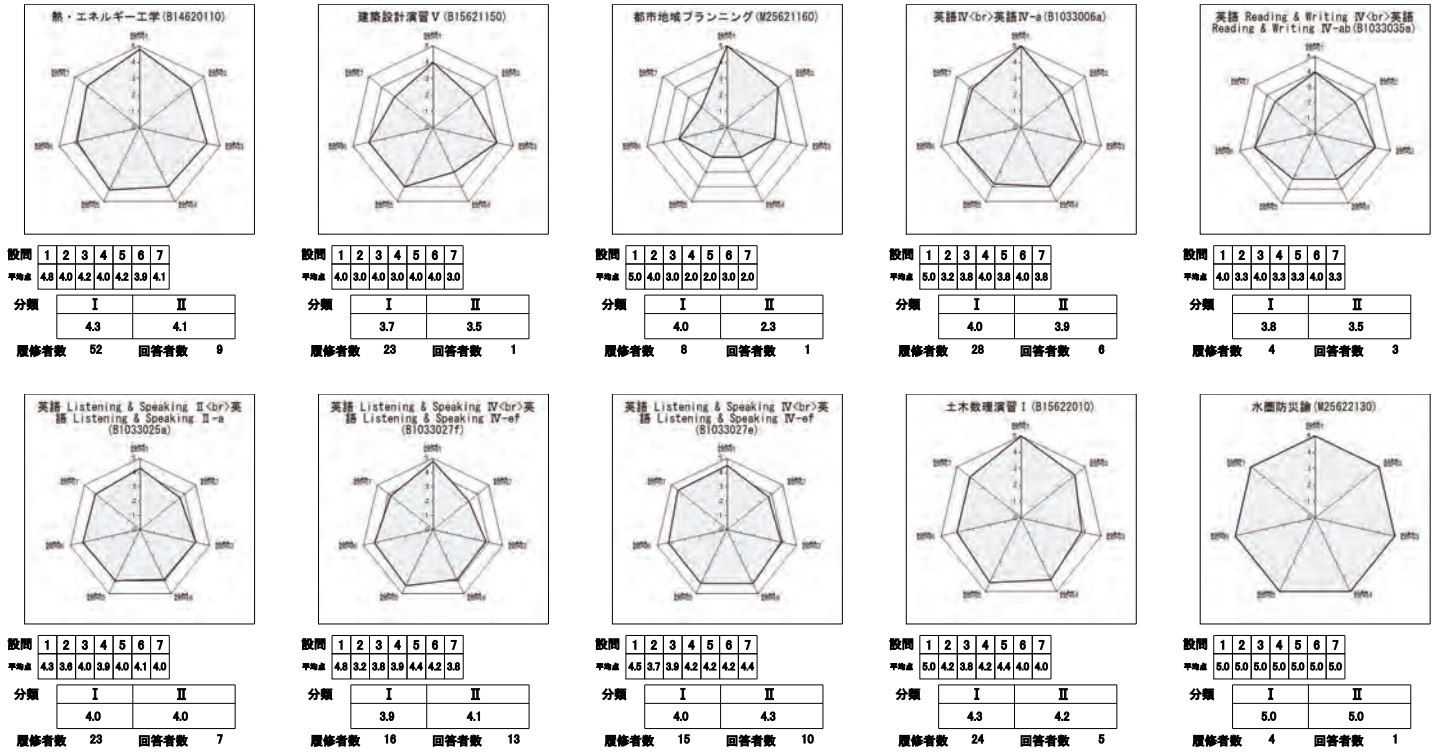 熱・エネルギー工学(B14620110)
設問1
5
4
3
2
1
設問 1 2 3 4 5 6 7
平均点 4.8 4.0 4.2 4.0 4.2 3.9 4.1
分類 Ⅰ Ⅱ
4.3 4.1
履修者数 52 回答者数 9
建築設計演習Ⅴ(B15621150)
設問 1 2 3 4 5 6 7
平均点 4.0 3.0 4.0 3.0 4.0 4.0 3.0
分類 Ⅰ Ⅱ
3.7 3.5
履修者数 23 回答者数 1
都市地域プランニング(M25621160)
設問 1 2 3 4 5 6 7
平均点 5.0 4.0 3.0 2.0 2.0 3.0 2.0
分類 Ⅰ Ⅱ
4.0 2.3
履修者数 8 回答者数 1
英語Ⅳ<br>英語Ⅳ-a(B1033006a)
設問 1 2 3 4 5 6 7
平均点 5.0 3.2 3.8 4.0 3.8 4.0 3.8
分類 Ⅰ Ⅱ
4.0 3.9
履修者数 28 回答者数 6
英語 Reading & Writing Ⅳ<br>英語
Reading & Writing Ⅳ-ab(B1033035a)
設問 1 2 3 4 5 6 7
平均点 4.0 3.3 4.0 3.3 3.3 4.0 3.3
分類 Ⅰ Ⅱ
3.8 3.5
履修者数 4 回答者数 3
英語 Listening & Speaking Ⅱ<br>英
語 Listening & Speaking Ⅱ-a
(B1033025a)
設問 1 2 3 4 5 6 7
平均点 4.3 3.6 4.0 3.9 4.0 4.1 4.0
分類 Ⅰ Ⅱ
4.0 4.0
履修者数 23 回答者数 7
英語 Listening & Speaking Ⅳ<br>英
語 Listening & Speaking Ⅳ-ef
(B1033027f)
設問 1 2 3 4 5 6 7
平均点 4.8 3.2 3.8 3.9 4.4 4.2 3.8
分類 Ⅰ Ⅱ
3.9 4.1
履修者数 16 回答者数 13
英語 Listening & Speaking Ⅳ<br>英
語 Listening & Speaking Ⅳ-ef
(B1033027e)
設問 1 2 3 4 5 6 7
平均点 4.5 3.7 3.9 4.2 4.2 4.2 4.4
分類 Ⅰ Ⅱ
4.0 4.3
履修者数 15 回答者数 10
土木数理演習Ⅰ(B15622010)
設問 1 2 3 4 5 6 7
平均点 5.0 4.2 3.8 4.2 4.4 4.0 4.0
分類 Ⅰ Ⅱ
4.3 4.2
履修者数 24 回答者数 5
水圏防災論(M25622130)
設問 1 2 3 4 5 6 7
平均点 5.0 5.0 5.0 5.0 5.0 5.0 5.0
分類 Ⅰ Ⅱ
5.0 5.0
履修者数 4 回答者数 1